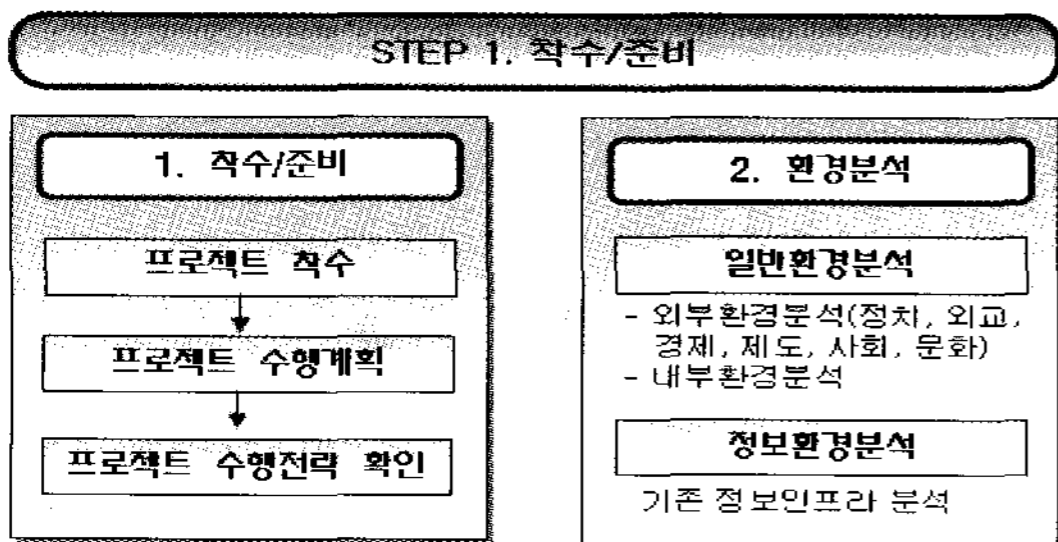 STEP 1. 착수/준비
1. 착수/준비
프로젝트 착수
프로젝트 수행계획
프로젝트 수행전략 확인
2. 환경분석
일반환경분석
- 외부환경분석(정치, 외교,
경제, 제도, 사회, 문화)
- 내부환경분석
정보환경분석
기존 정보인프라 분석